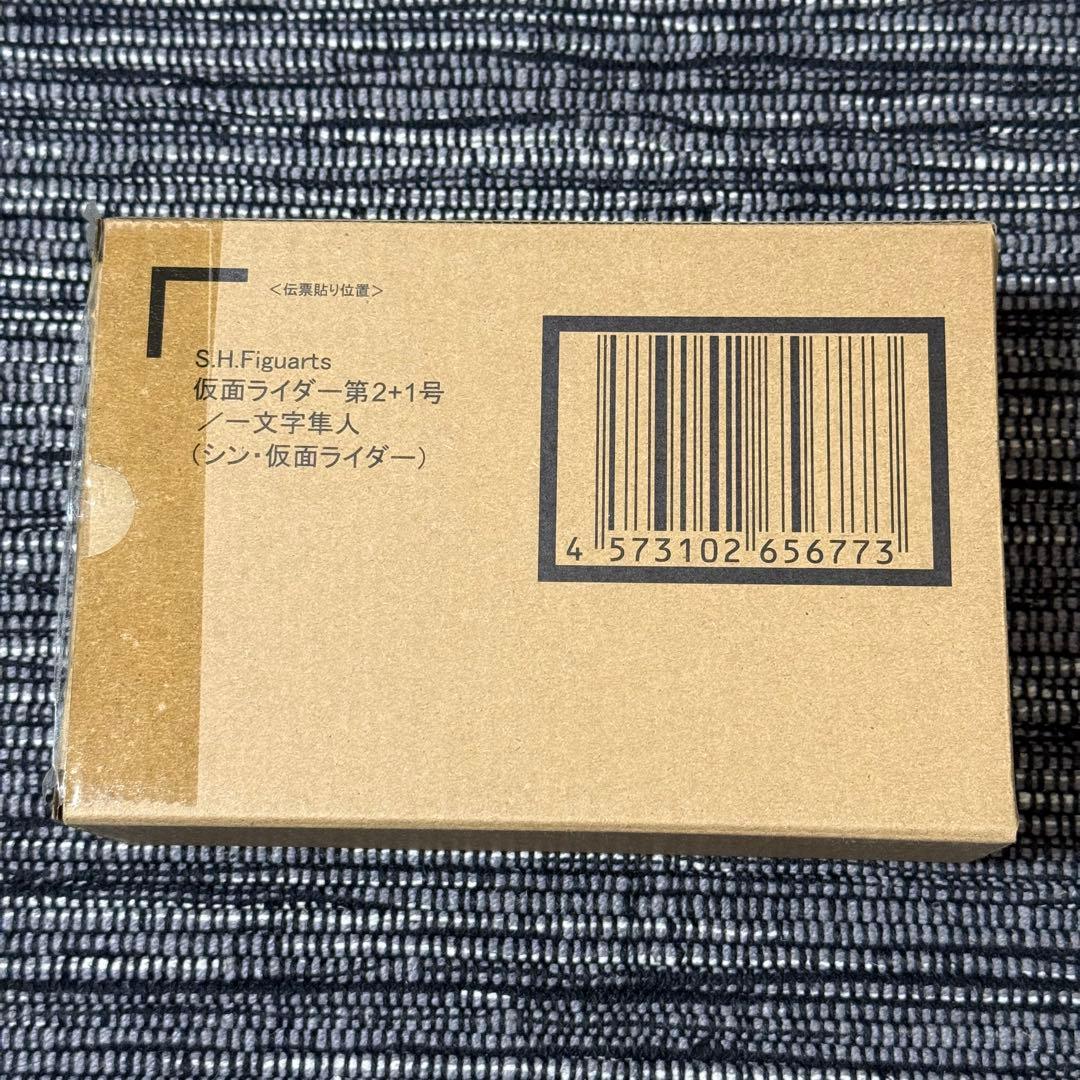 <伝票貼り位置>
S.H.Figuarts
仮面ライダー第2+1号
／一文字隼人
(シン・仮面ライダー)
4 573102 656773